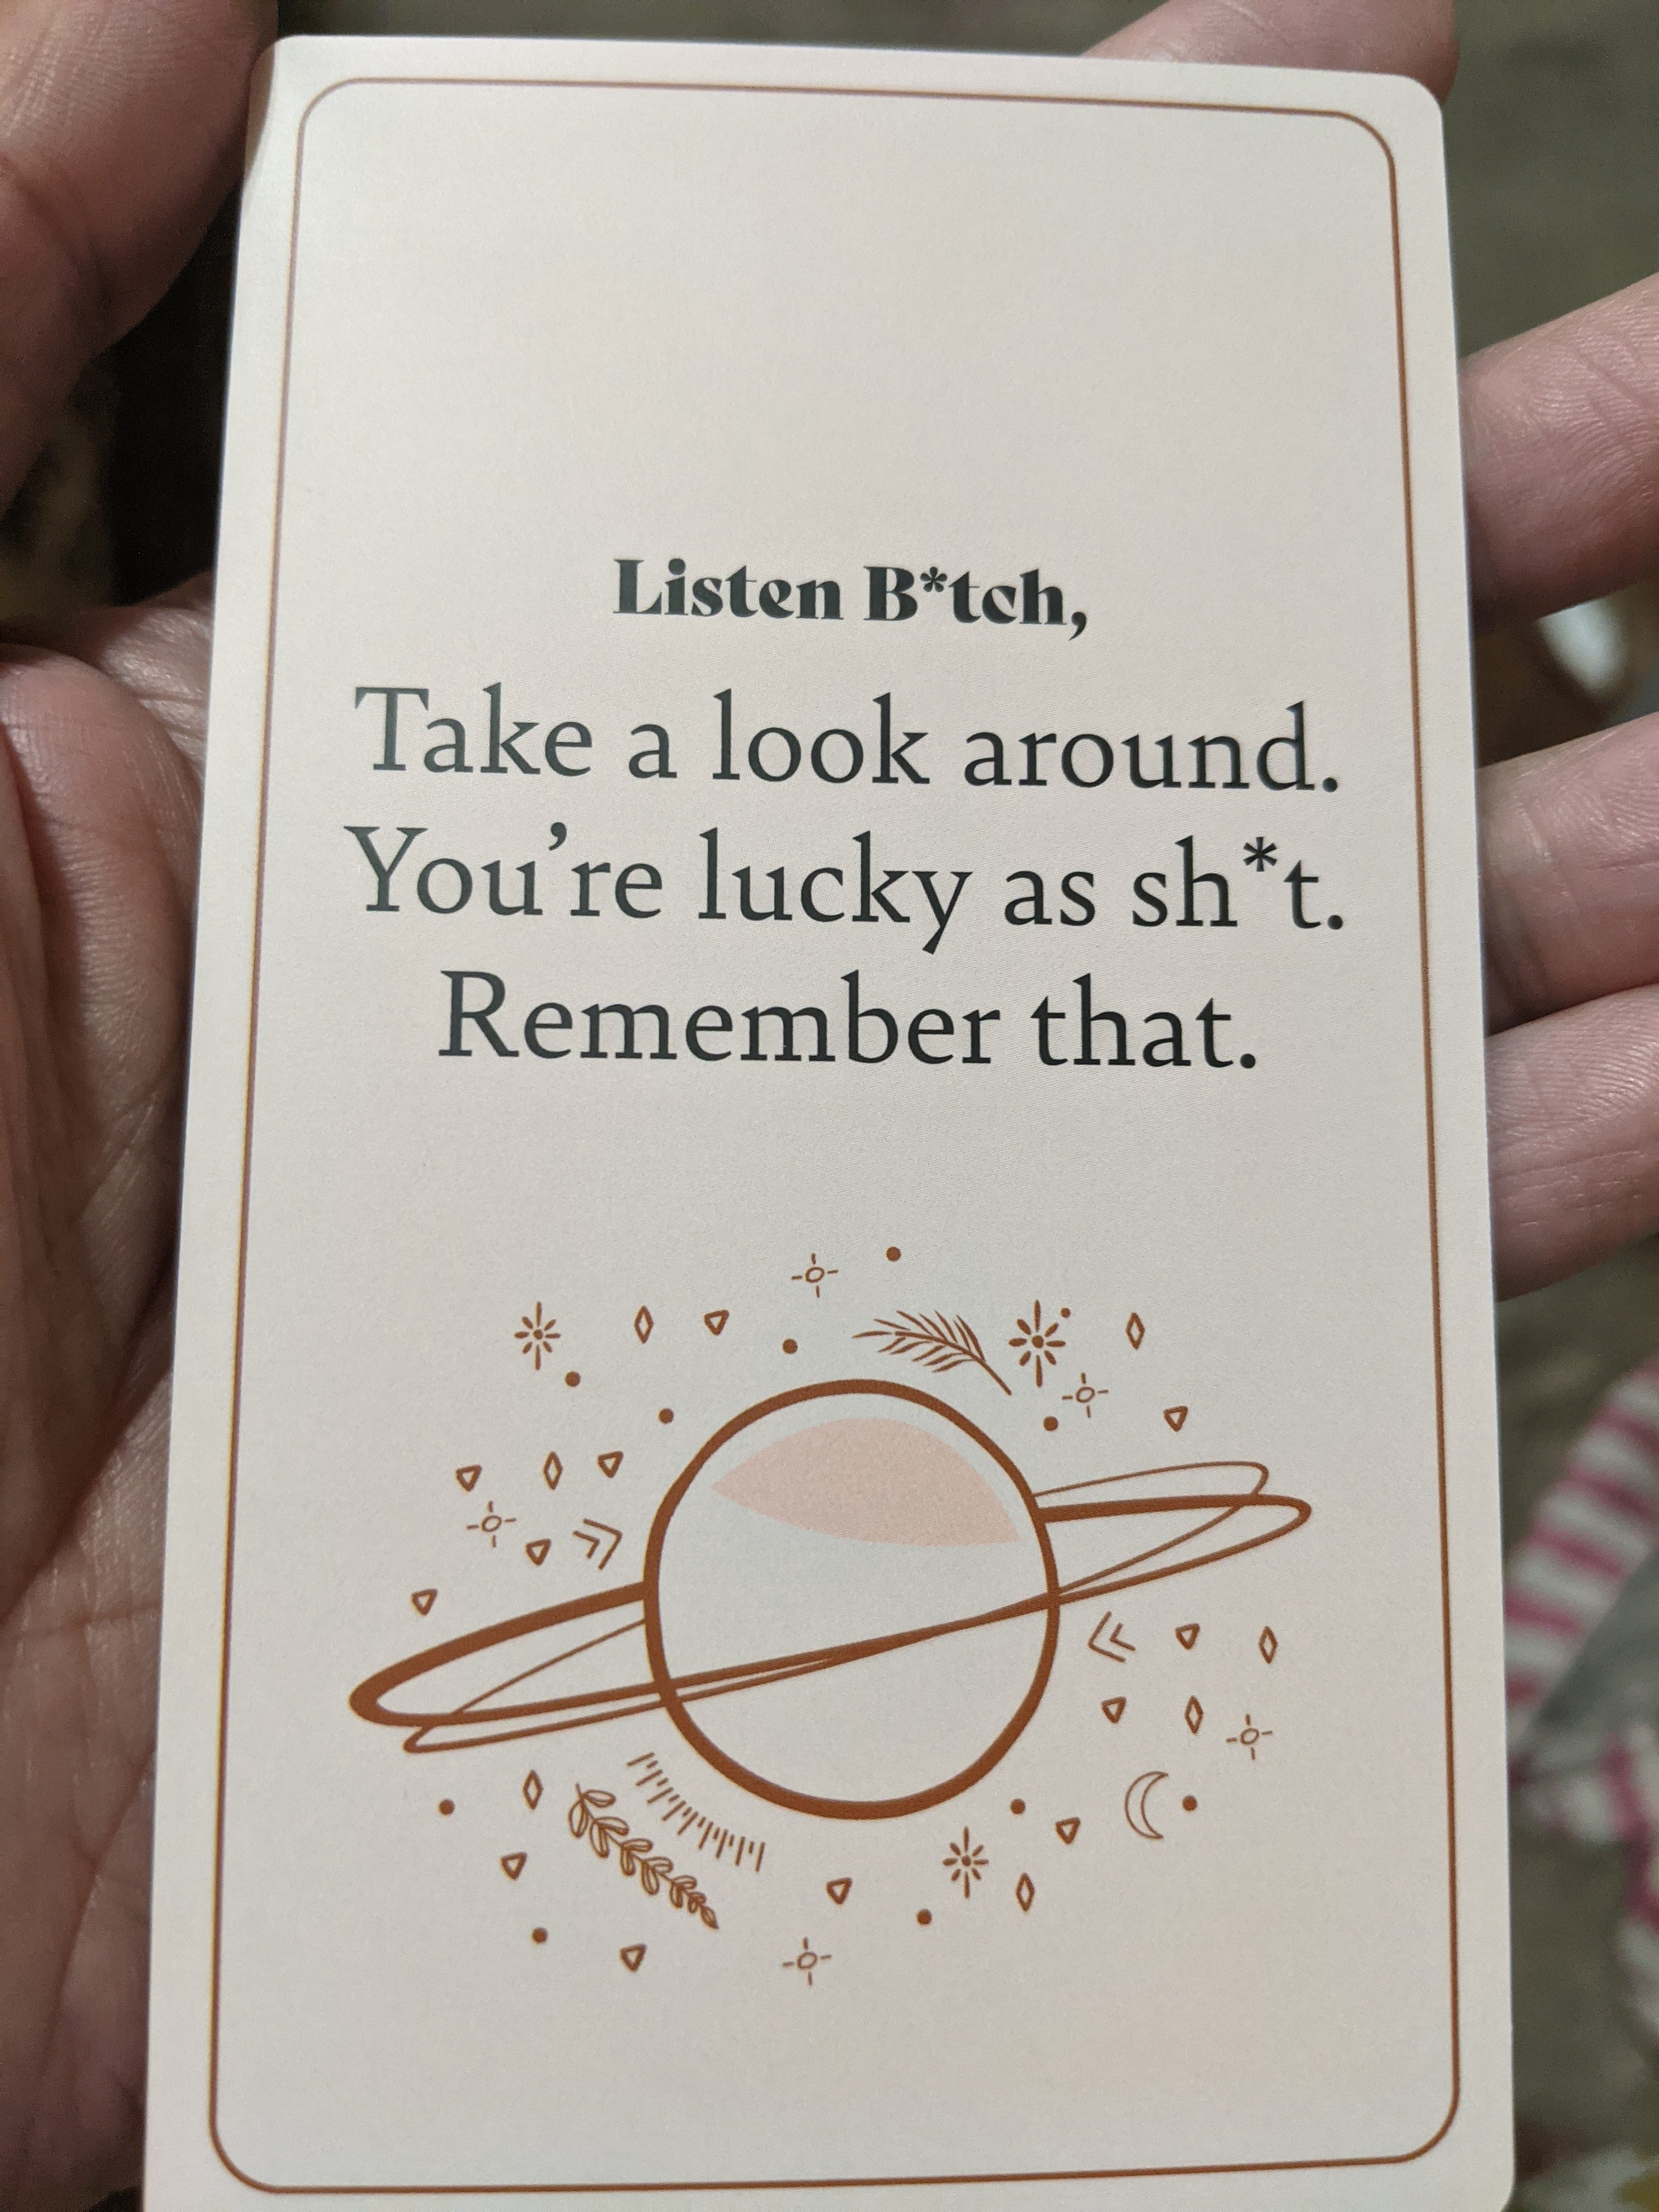 Listen B*tch,
Take a look around.
You’re lucky as sh*t.
Remember that.